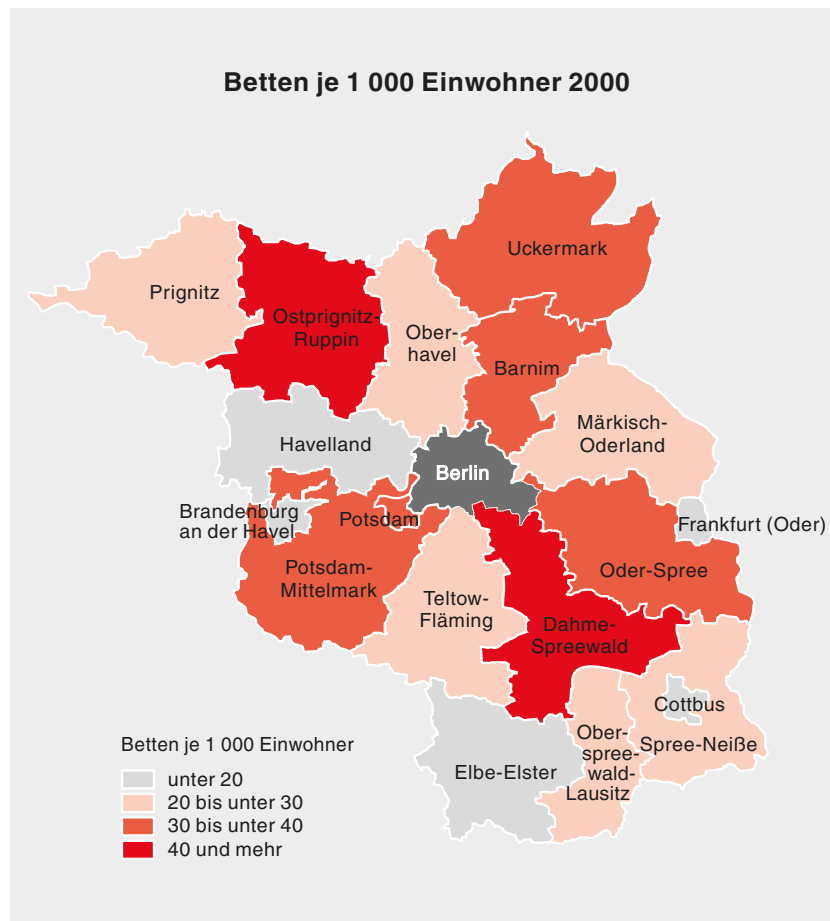 Betten je 1 000 Einwohner 2000
Uckermark
Prignitz
Ostprignitz-
Ruppin
Ober-
havel
Barnim
Märkisch-
Oderland
Havelland
Berlin
Brandenburg
an der Havel
Potsdam
Frankfurt (Oder)
Potsdam-
Mittelmark
Oder-Spree
Teltow-
Fläming
Dahme-
Spreewald
Cottbus
Spree-Neiße
Ober-
spree-
wald-
Lausitz
Elbe-Elster
Betten je 1 000 Einwohner
unter 20
20 bis unter 30
30 bis unter 40
40 und mehr